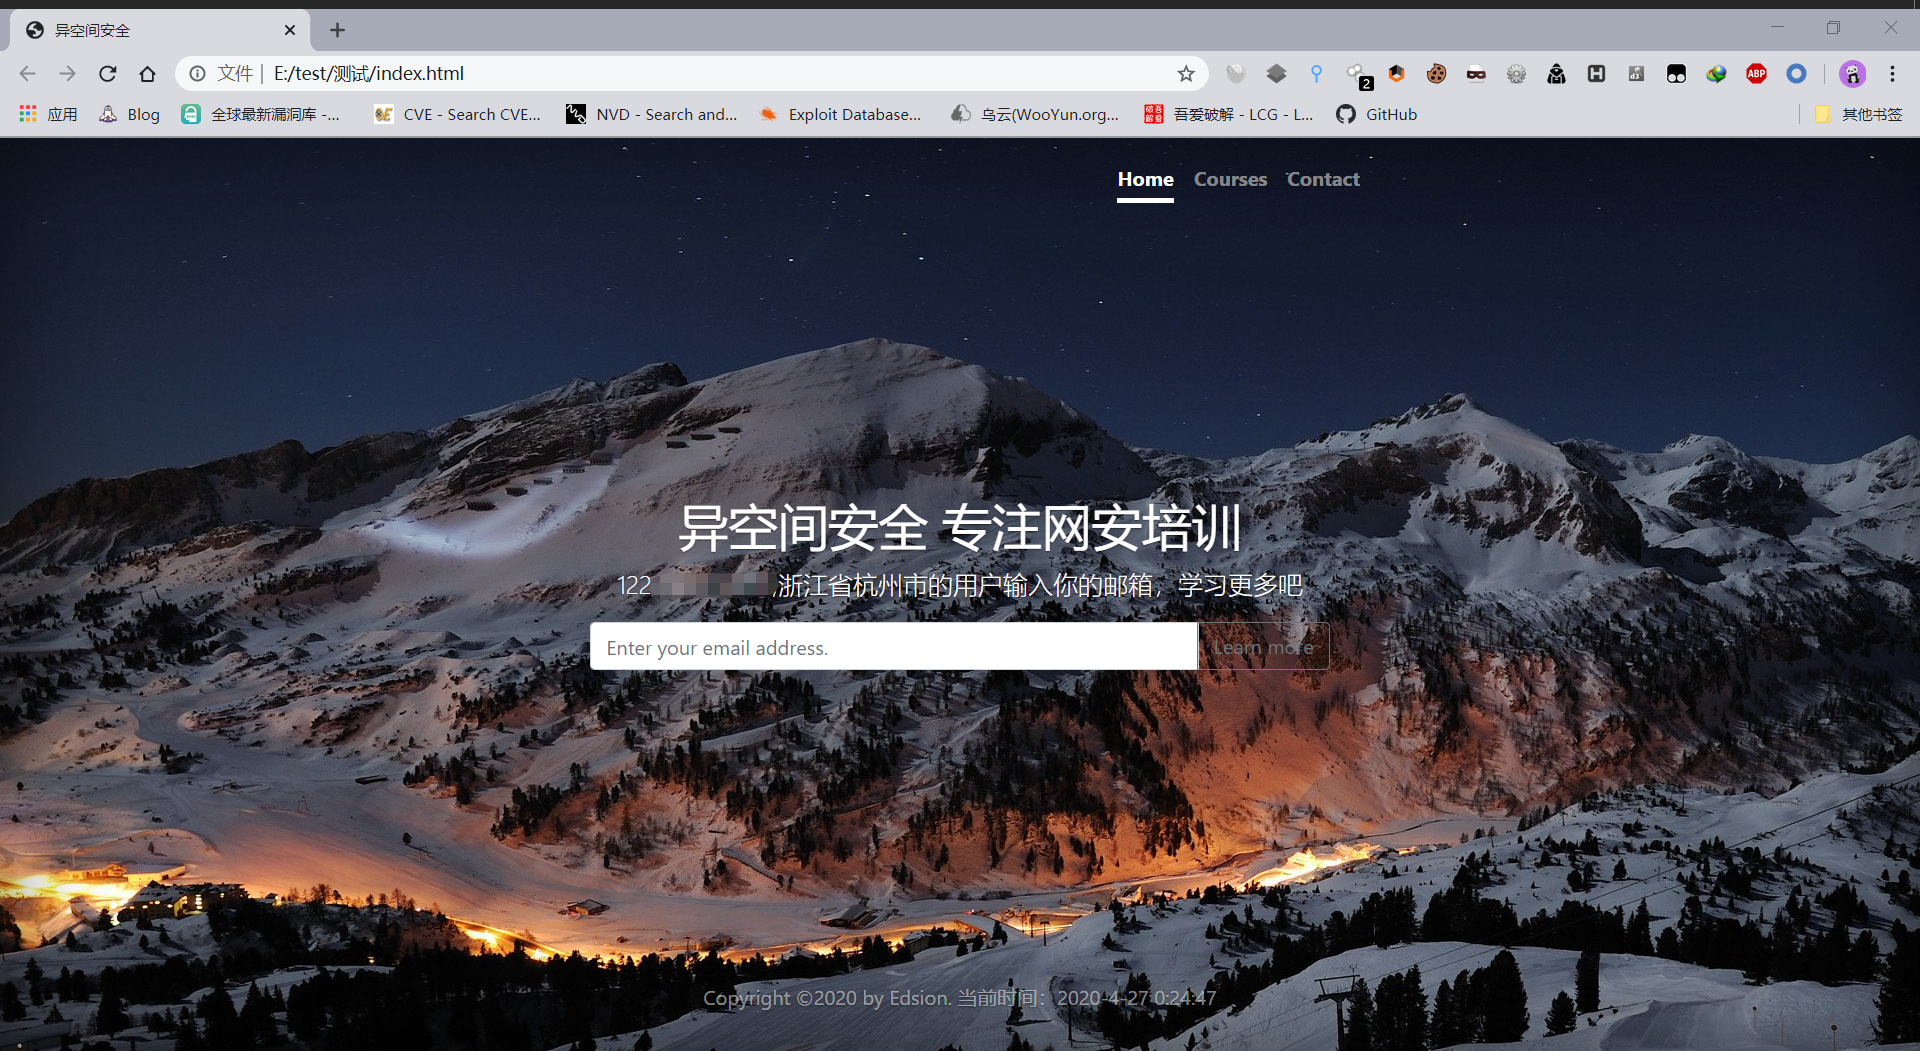 异空间安全
文件 E:/test/测试/index.html
2
ABP
应用 Blog 全球最新漏洞库 -... CVE - Search CVE... NVD - Search and... Exploit Database... 乌云(WooYun.org... 吾爱破解 - LCG - L... GitHub 其他书签
Home Courses Contact
异空间安全 专注网安培训
122 ,浙江省杭州市的用户输入你的邮箱，学习更多吧
Enter your email address. Learn more
Copyright ©2020 by Edsion. 当前时间：2020-4-27 0:24:47